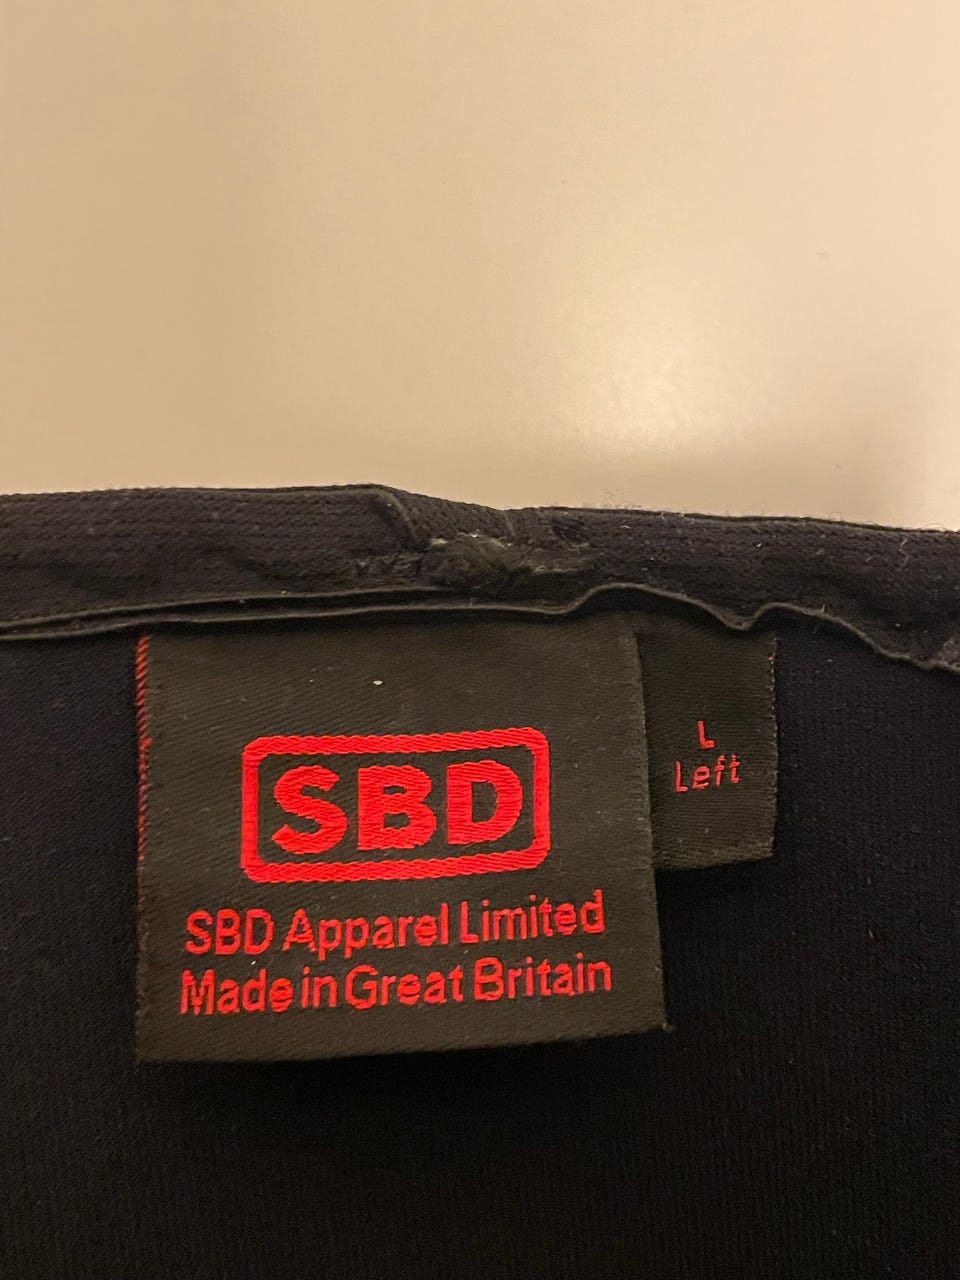 SBD
SBD Apparel Limited
Made in Great Britain
L
Left